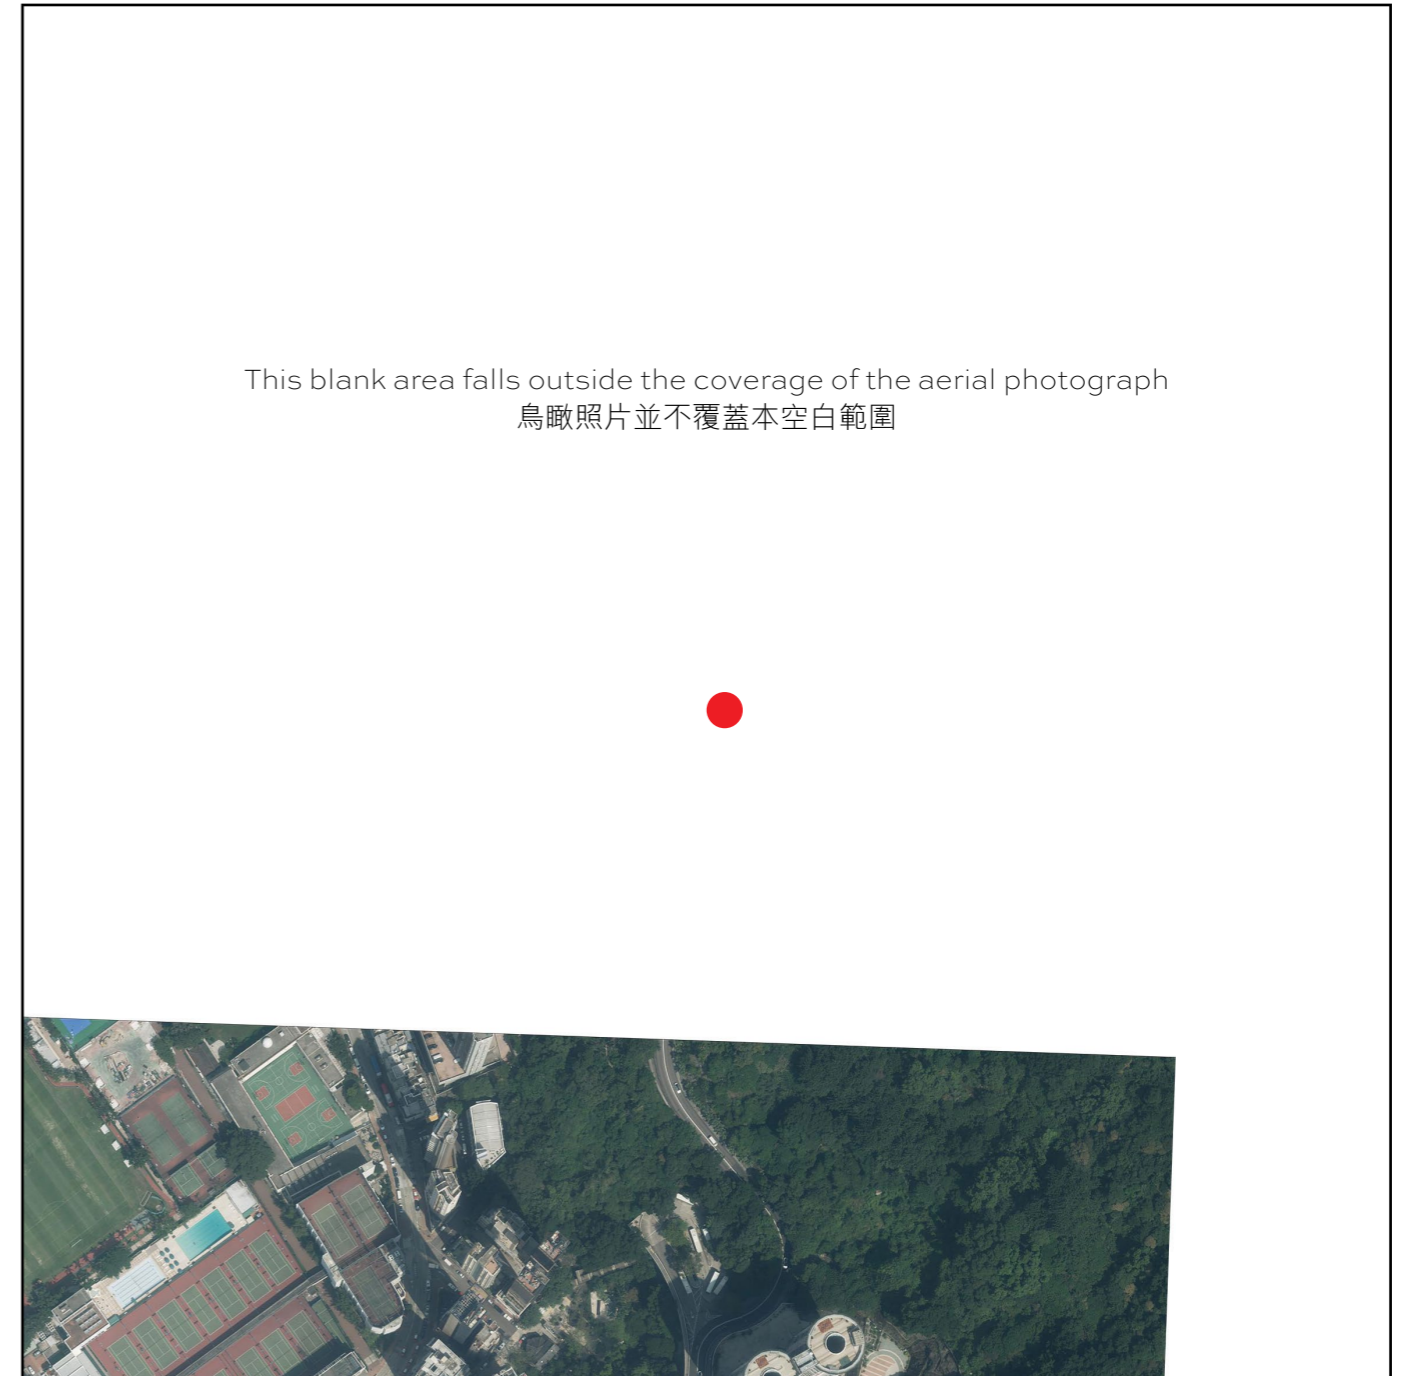 This blank area falls outside the coverage of the aerial photograph
鳥瞰照片並不覆蓋本空白範圍